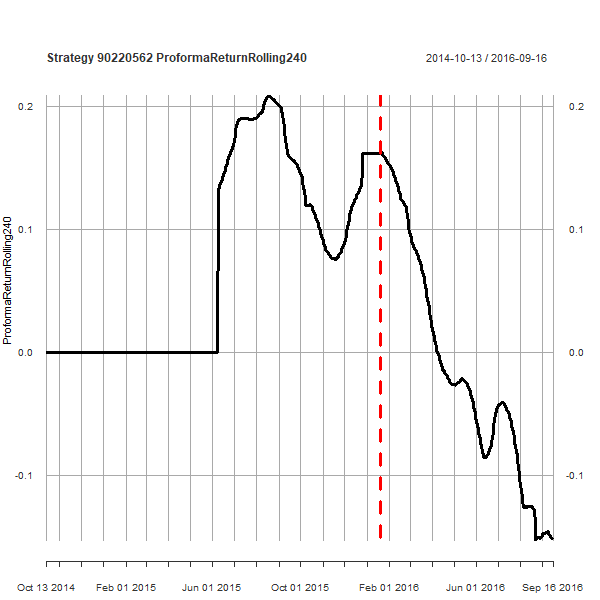 Strategy 90220562 ProformaReturnRolling240
2014-10-13 / 2016-09-16
ProformaReturnRolling240
0.2
0.2
0.1
0.1
0.0
0.0
-0.1
-0.1
Oct 13 2014
Feb 01 2015
Jun 01 2015
Oct 01 2015
Feb 01 2016
Jun 01 2016
Sep 16 2016